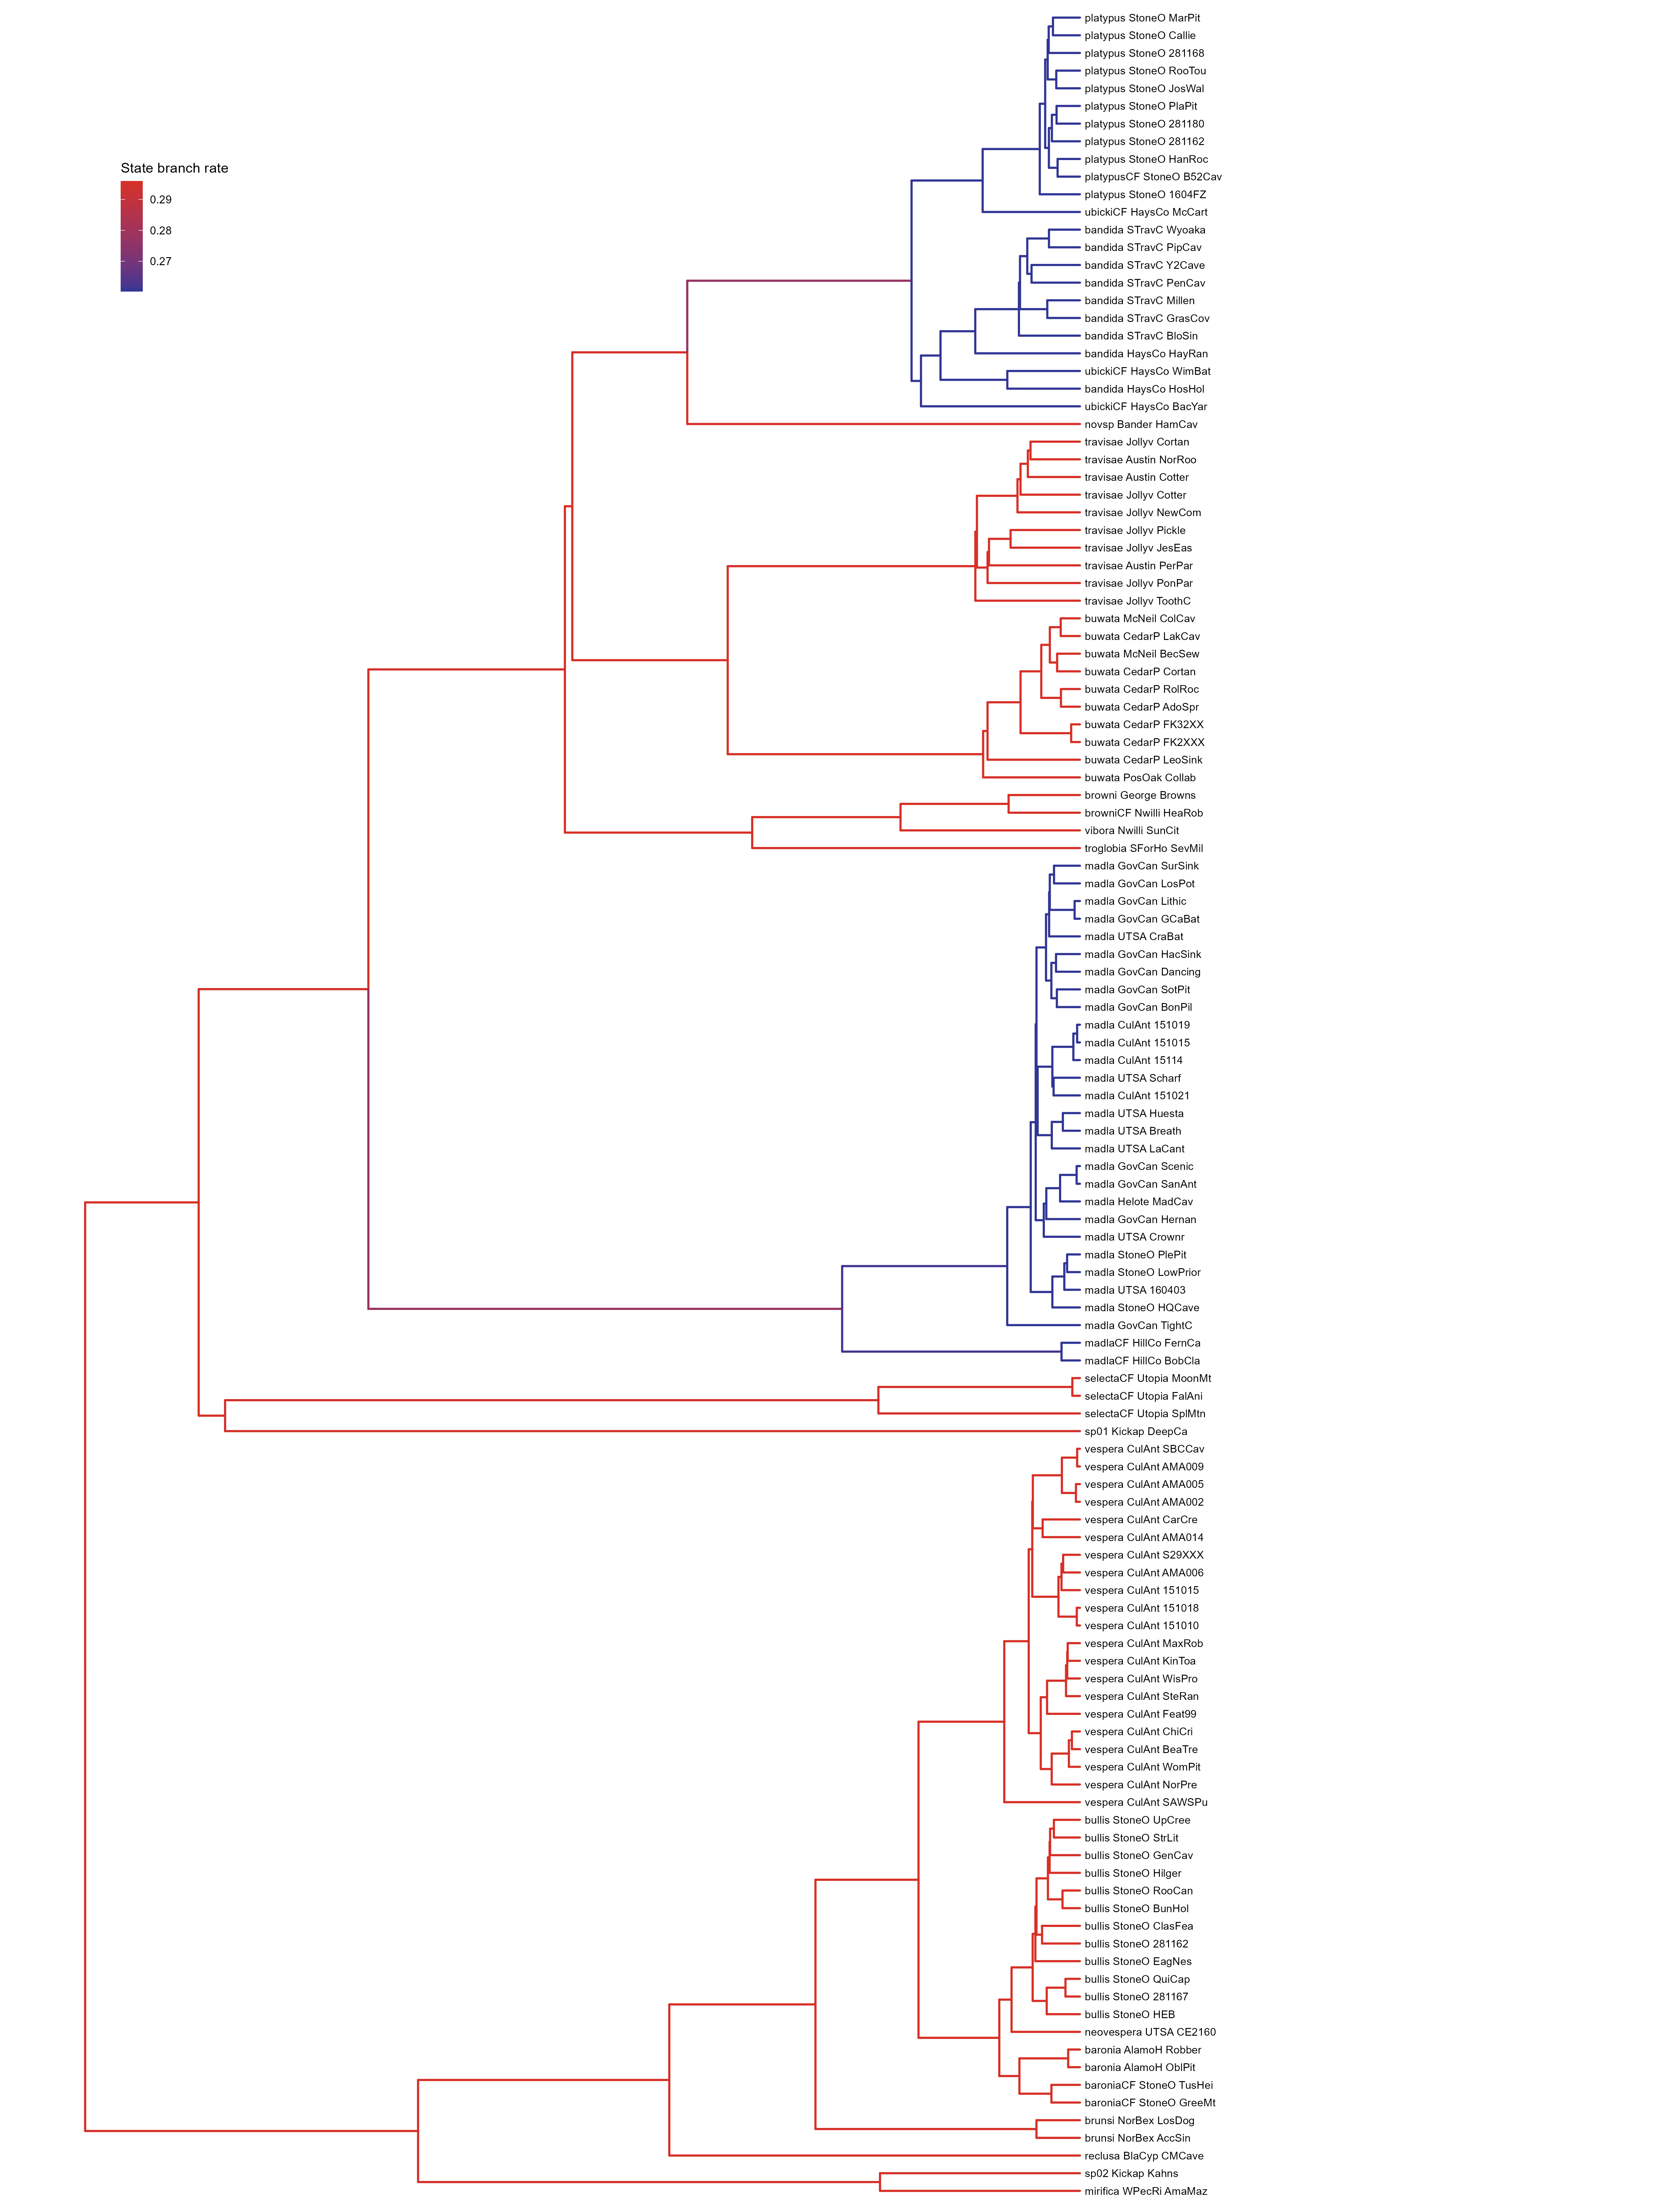 platypus StoneO MarPit
platypus StoneO Callie
platypus StoneO 281168
platypus StoneO RooTou
platypus StoneO JosWal
platypus StoneO PlaPit
platypus StoneO 281180
platypus StoneO 281162
platypus StoneO HanRoc
State branch rate
platypusCF StoneO B52Cav
platypus StoneO 1604FZ
0.29
ubickiCF HaysCo McCart
0.28
bandida STravC Wyoaka
bandida STravC PipCav
0.27
bandida STravC Y2Cave
bandida STravC PenCav
bandida STravC Millen
bandida STravC GrasCov
bandida STravC BloSin
bandida HaysCo HayRan
ubickiCF HaysCo WimBat
bandida HaysCo HosHol
ubickiCF HaysCo BacYar
novsp Bander HamCav
travisae Jollyv Cortan
travisae Austin NorRoo
travisae Austin Cotter
travisae Jollyv Cotter
travisae Jollyv NewCom
travisae Jollyv Pickle
travisae Jollyv JesEas
travisae Austin PerPar
travisae Jollyv PonPar
travisae Jollyv ToothC
buwata McNeil ColCav
buwata CedarP LakCav
buwata McNeil BecSew
buwata CedarP Cortan
buwata CedarP RolRoc
buwata CedarP AdoSpr
buwata CedarP FK32XX
buwata CedarP FK2XXX
buwata CedarP LeoSink
buwata PosOak Collab
browni George Browns
browniCF Nwilli HeaRob
vibora Nwilli SunCit
troglobia SForHo SevMil
madla GovCan SurSink
madla GovCan LosPot
madla GovCan Lithic
madla GovCan GCaBat
madla UTSA CraBat
madla GovCan HacSink
madla GovCan Dancing
madla GovCan SotPit
madla GovCan BonPil
madla CulAnt 151019
madla CulAnt 151015
madla CulAnt 15114
madla UTSA Scharf
madla CulAnt 151021
madla UTSA Huesta
madla UTSA Breath
madla UTSA LaCant
madla GovCan Scenic
madla GovCan SanAnt
madla Helote MadCav
madla GovCan Hernan
madla UTSA Crownr
madla StoneO PlePit
madla StoneO LowPrior
madla UTSA 160403
madla StoneO HQCave
madla GovCan TightC
madlaCF HillCo FernCa
madlaCF HillCo BobCla
selectaCF Utopia MoonMt
selectaCF Utopia FalAni
selectaCF Utopia SplMtn
sp01 Kickap DeepCa
vespera CulAnt SBCCav
vespera CulAnt AMA009
vespera CulAnt AMA005
vespera CulAnt AMA002
vespera CulAnt CarCre
vespera CulAnt AMA014
vespera CulAnt S29XXX
vespera CulAnt AMA006
vespera CulAnt 151015
vespera CulAnt 151018
vespera CulAnt 151010
vespera CulAnt MaxRob
vespera CulAnt KinToa
vespera CulAnt WisPro
vespera CulAnt SteRan
vespera CulAnt Feat99
vespera CulAnt ChiCri
vespera CulAnt BeaTre
vespera CulAnt WomPit
vespera CulAnt NorPre
vespera CulAnt SAWSPu
bullis StoneO UpCree
bullis StoneO StrLit
bullis StoneO GenCav
bullis StoneO Hilger
bullis StoneO RooCan
bullis StoneO BunHol
bullis StoneO ClasFea
bullis StoneO 281162
bullis StoneO EagNes
bullis StoneO QuiCap
bullis StoneO 281167
bullis StoneO HEB
neovespera UTSA CE2160
baronia AlamoH Robber
baronia AlamoH OblPit
baroniaCF StoneO TusHei
baroniaCF StoneO GreeMt
brunsi NorBex LosDog
brunsi NorBex AccSin
reclusa BlaCyp CMCave
sp02 Kickap Kahns
mirifica WPecRi AmaMaz